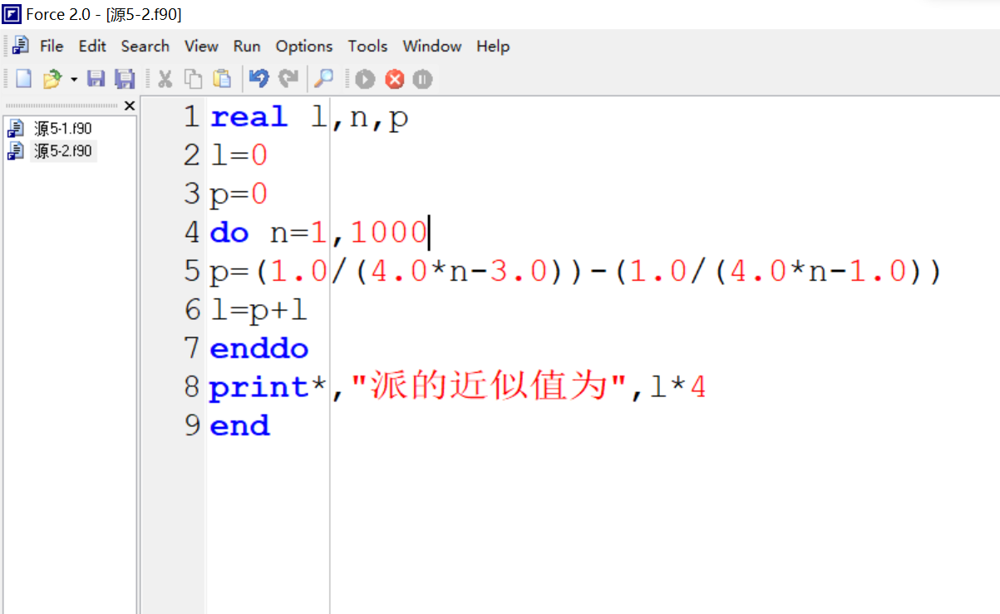 Force 2.0 - [源5-2.f90]
File Edit Search View Run Options Tools Window Help
源5-1.f90
源5-2.f90
1 real l,n,p
2 l=0
3 p=0
4 do n=1,1000
5 p=(1.0/(4.0*n-3.0))-(1.0/(4.0*n-1.0))
6 l=p+l
7 enddo
8 print*,"派的近似值为",l*4
9 end